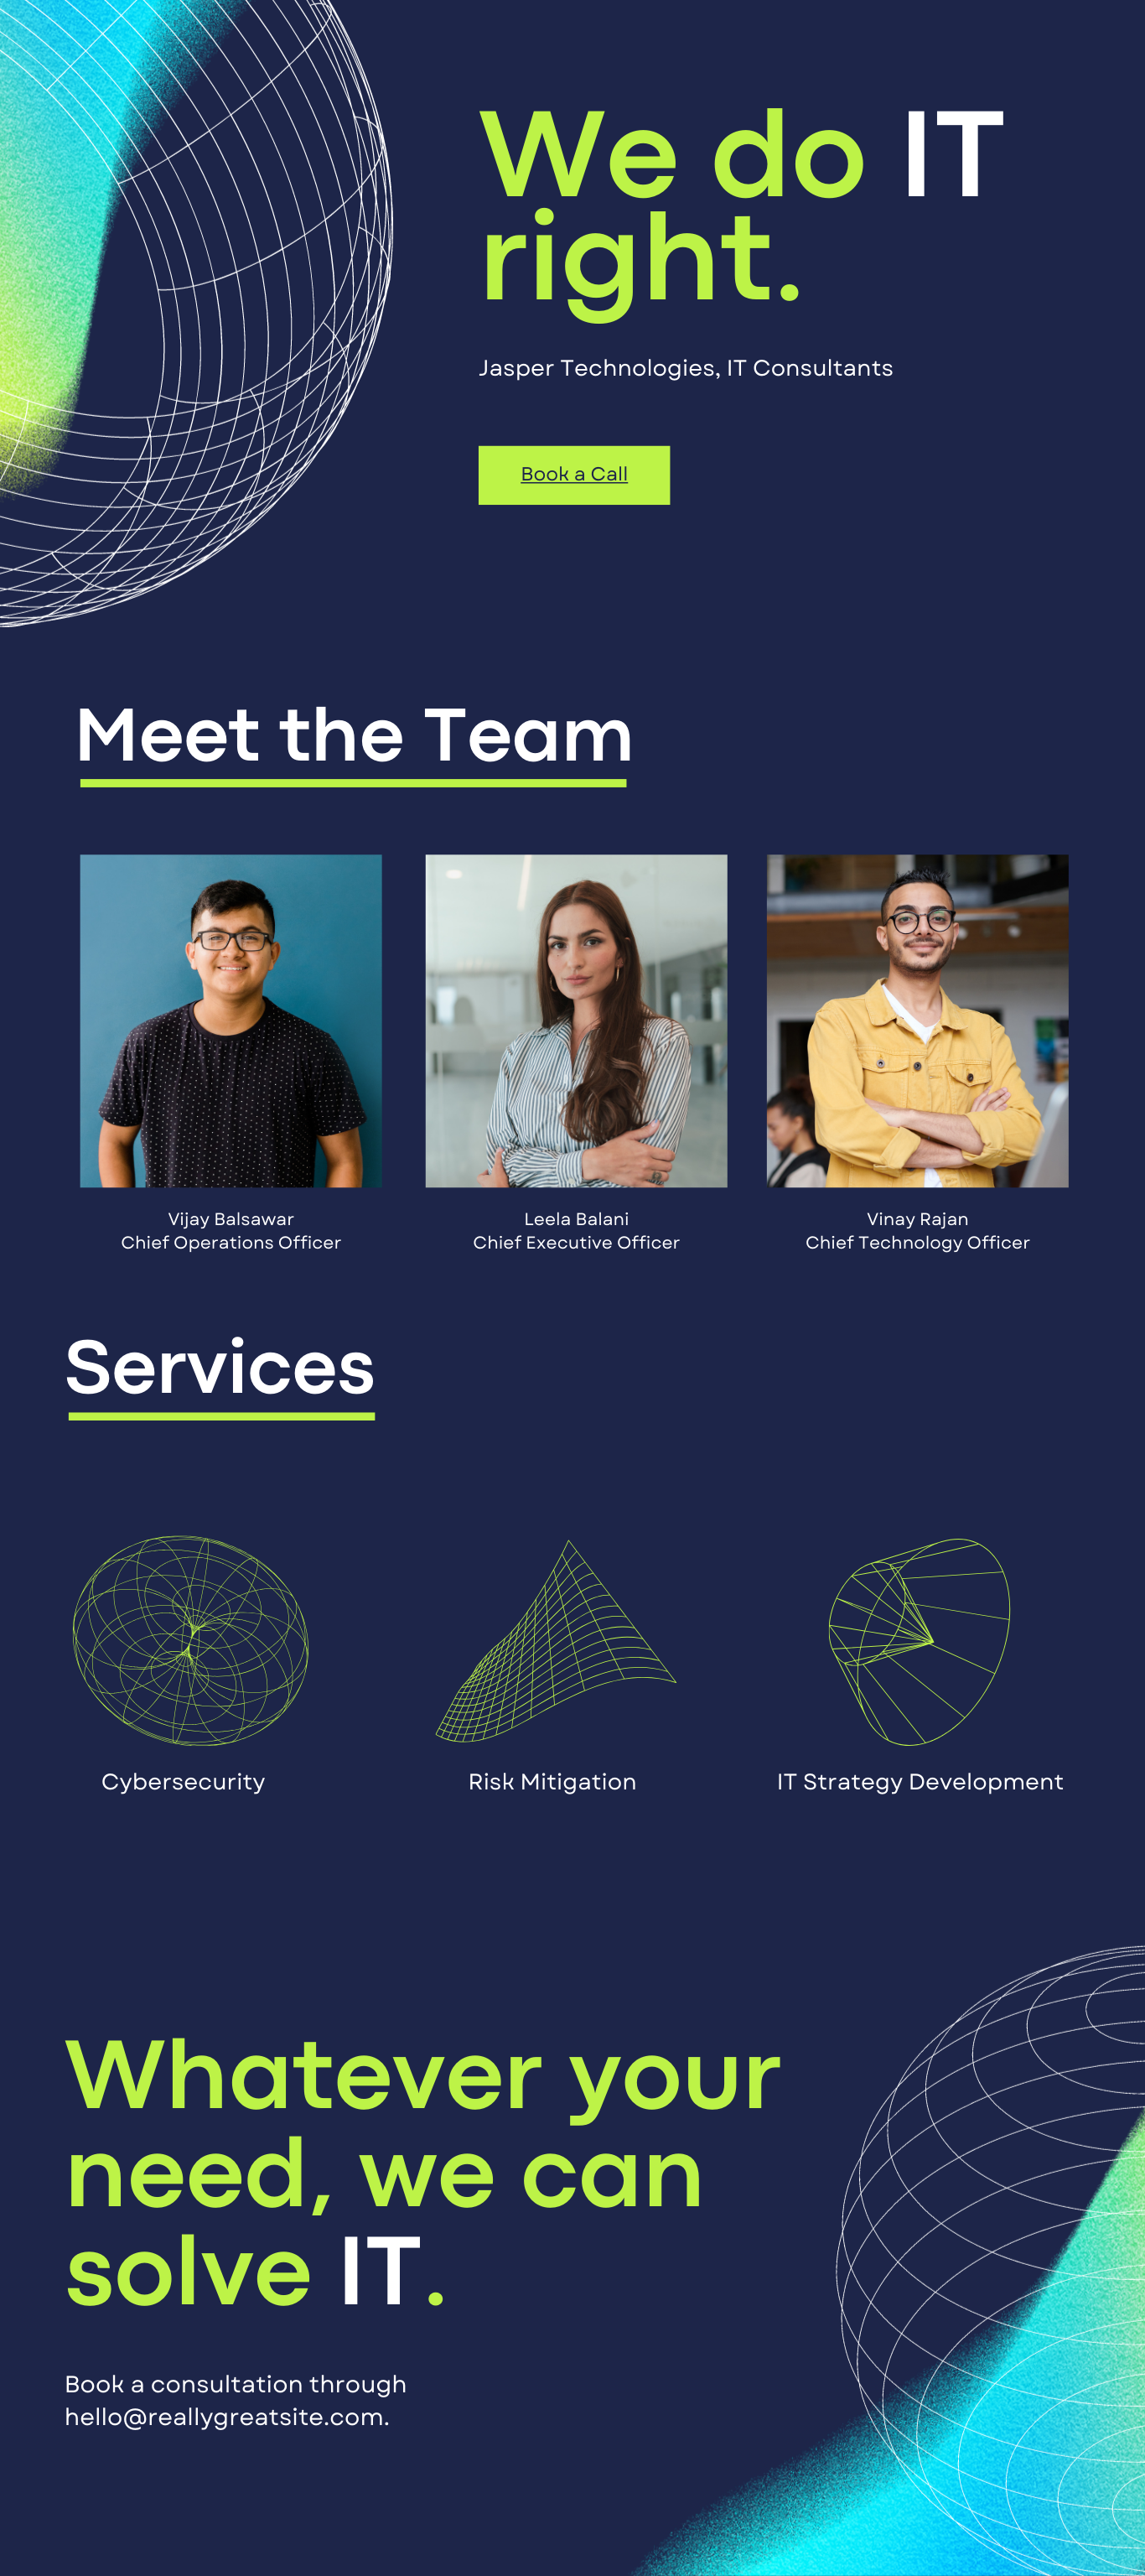 We do IT
right.
Jasper Technologies, IT Consultants
Book a Call
Meet the Team
Vijay Balsawar
Chief Operations Officer
Leela Balani
Chief Executive Officer
Vinay Rajan
Chief Technology Officer
Services
Cybersecurity
Risk Mitigation
IT Strategy Development
Whatever your
need, we can
solve IT.
Book a consultation through
hello@reallygreatsite.com.